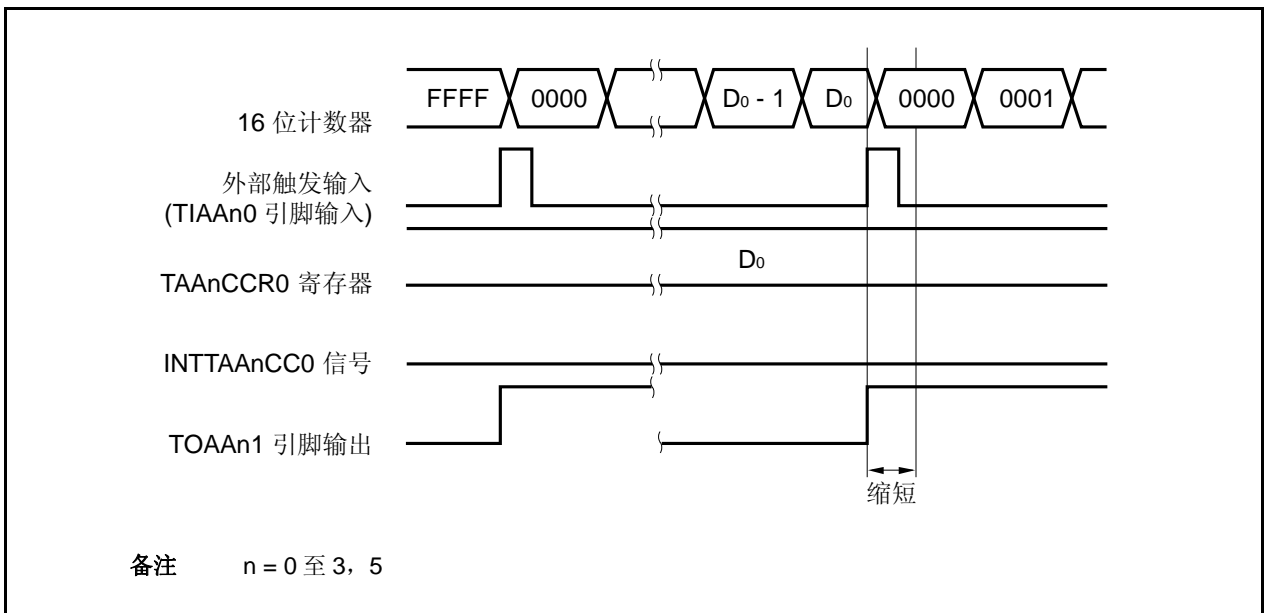 FFFF 0000 D0 - 1 D0 0000 0001
16 位计数器
外部触发输入
(TIAAn0 引脚输入)
D0
TAAnCCR0 寄存器
INTTAAnCC0 信号
TOAAn1 引脚输出
缩短
备注 n = 0 至 3，5